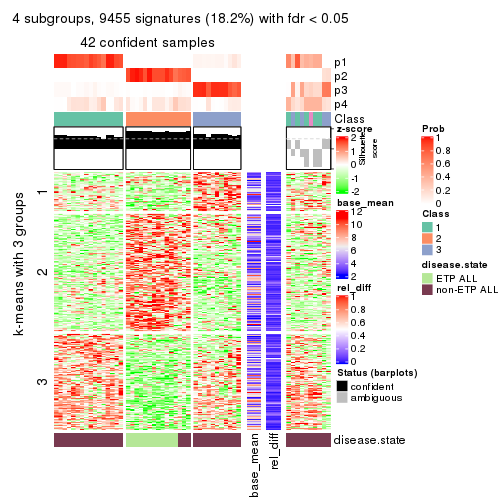 4 subgroups, 9455 signatures (18.2%) with fdr < 0.05
42 confident samples
p1
p2
p3
p4
Class
z-score
2
1
0
-1
-2
Silhouette
score
k-means with 3 groups
1
2
3
base_mean
12
10
8
6
4
2
rel_diff
1
0.8
0.6
0.4
0.2
0
Status (barplots)
confident
ambiguous
Prob
1
0.8
0.6
0.4
0.2
0
Class
1
2
3
disease.state
ETP ALL
non-ETP ALL
disease.state
base_mean
rel_diff